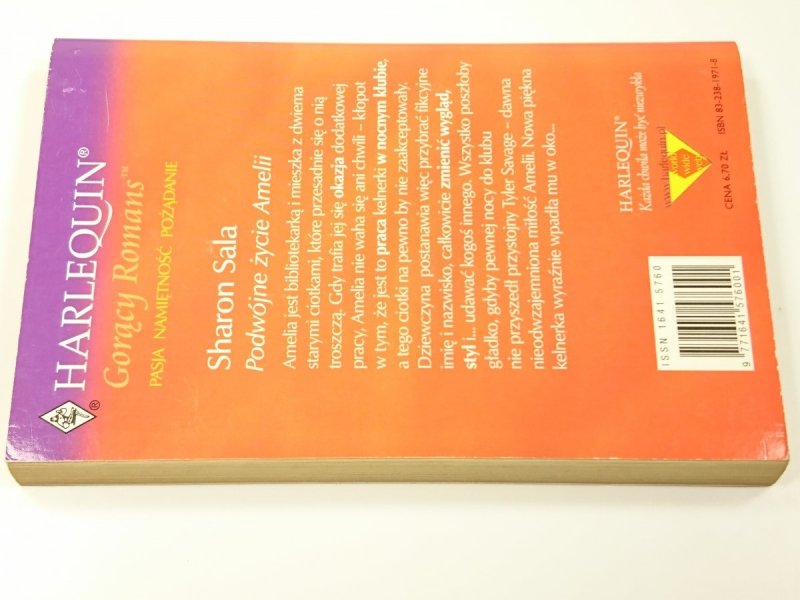 HARLEQUIN®
Gorący Romans™
PASJA NAMIĘTNOŚĆ POŻĄDANIE
®
Sharon Sala
Podwójne życie Amelii
Amelia jest bibliotekarką i mieszka z dwiema
starymi ciotkami, które przesadnie się o nią
troszczą. Gdy trafia jej się okazja dodatkowej
pracy, Amelia nie waha się ani chwili – kłopot
w tym, że jest to praca kelnerki w nocnym klubie,
a tego ciotki na pewno by nie zaakceptowały.
Dziewczyna postanawia więc przybrać fikcyjne
imię i nazwisko, całkowicie zmienić wygląd,
styl i... udawać kogoś innego. Wszystko poszłoby
gładko, gdyby pewnej nocy do klubu
nie przyszedł przystojny Tyler Savage – dawna
nieodwzajemniona miłość Amelii. Nowa piękna
kelnerka wyraźnie wpadła mu w oko...
ISSN 1641 5760
9 771641 576001
HARLEQUIN®
Każda chwila może być niezwykła
www.harlequin.pl
world
wide
CENA 6,70 ZŁ
ISBN 83-238-1971-8